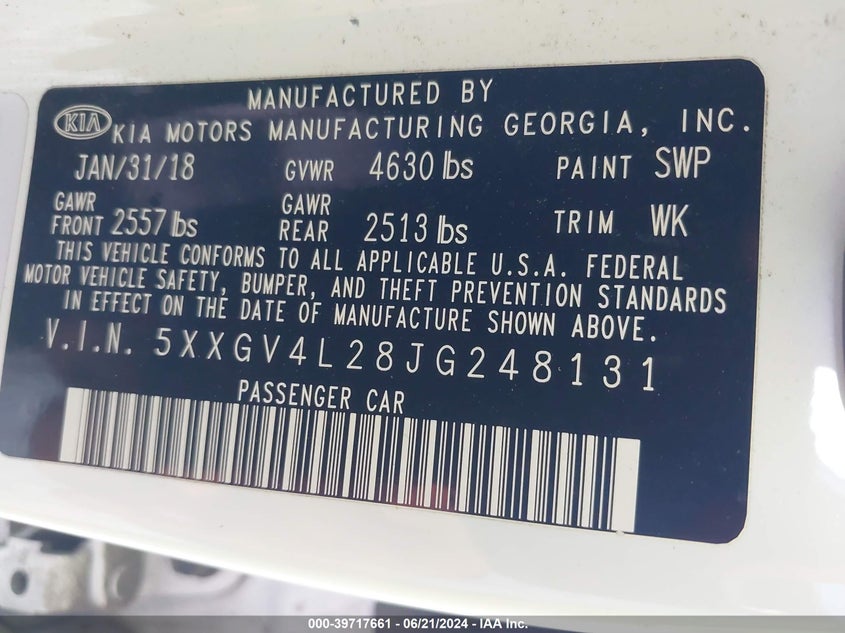 MANUFACTURED BY
KIA KIA MOTORS MANUFACTURING GEORGIA, INC.
JAN/31/18 GVWR 4630 lbs PAINT SWP
GAWR FRONT 2557 lbs GAWR REAR 2513 lbs TRIM WK
THIS VEHICLE CONFORMS TO ALL APPLICABLE U.S.A. FEDERAL
MOTOR VEHICLE SAFETY, BUMPER, AND THEFT PREVENTION STANDARDS
IN EFFECT ON THE DATE OF MANUFACTURE SHOWN ABOVE.
V.I.N. 5XXGV4L28JG248131
PASSENGER CAR
000-39717661 - 06/21/2024 - IAA Inc.